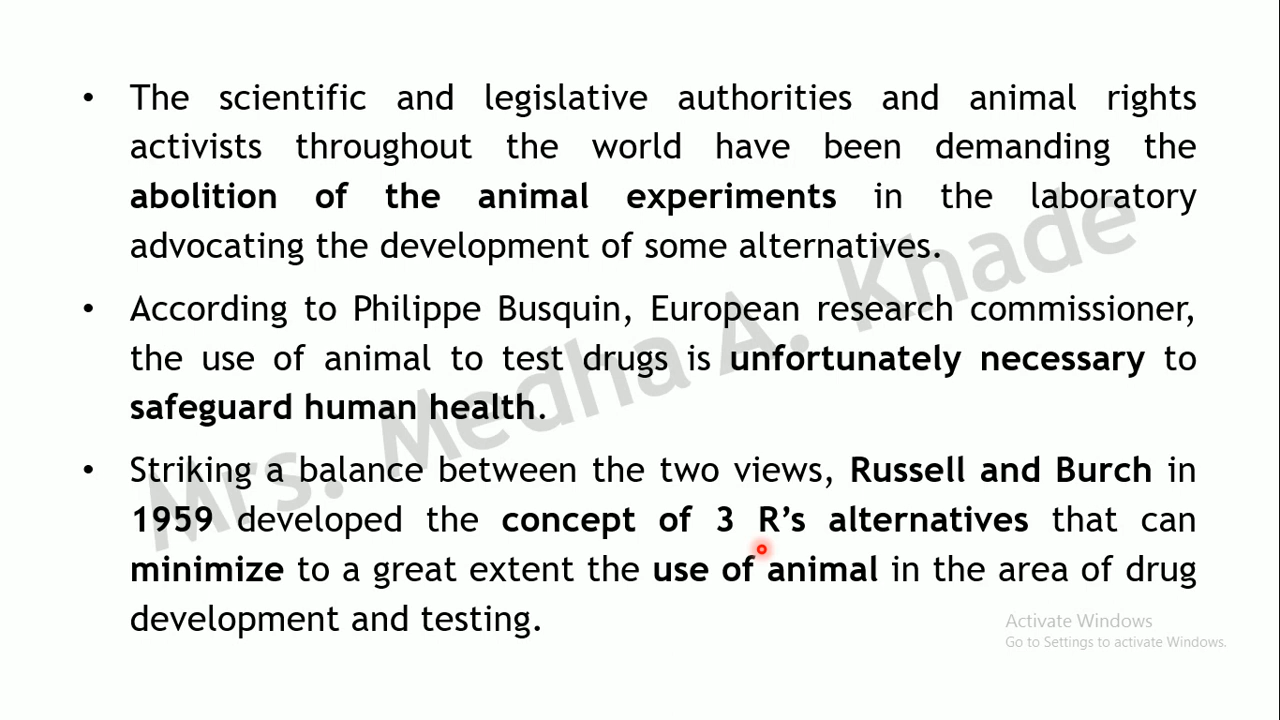 • The scientific and legislative authorities and animal rights
activists throughout the world have been demanding the
abolition of the animal experiments in the laboratory
advocating the development of some alternatives.
• According to Philippe Busquin, European research commissioner,
the use of animal to test drugs is unfortunately necessary to
safeguard human health.
• Striking a balance between the two views, Russell and Burch in
1959 developed the concept of 3 R’s alternatives that can
minimize to a great extent the use of animal in the area of drug
development and testing.
Mrs. Medha A. Khade
Activate Windows
Go to Settings to activate Windows.